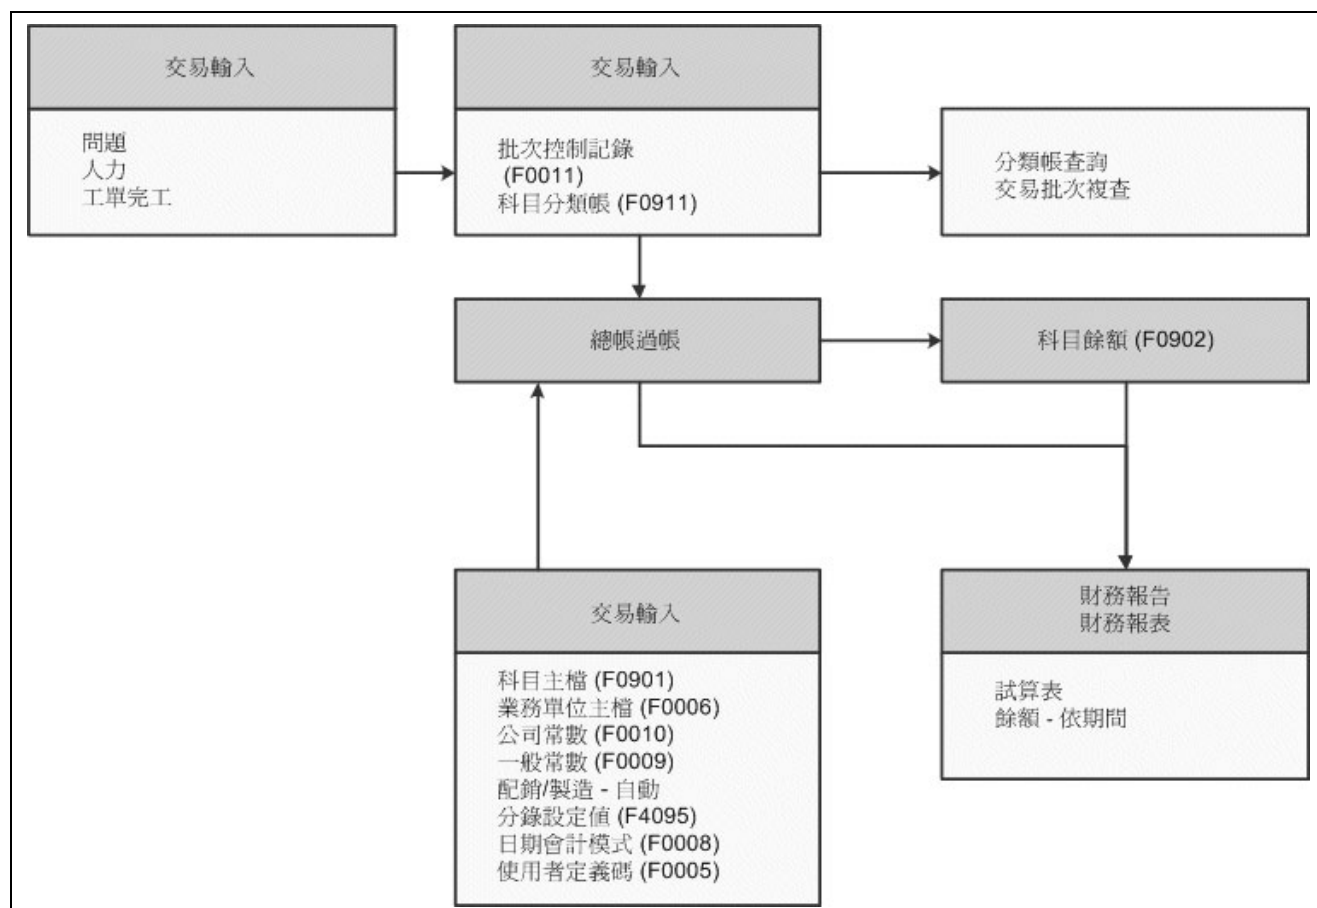 交易輸入
問題
人力
工單完工
交易輸入
批次控制記錄
(F0011)
科目分類帳 (F0911)
分類帳查詢
交易批次複查
總帳過帳
科目餘額 (F0902)
交易輸入
科目主檔 (F0901)
業務單位主檔 (F0006)
公司常數 (F0010)
一般常數 (F0009)
配銷/製造 - 自動
分錄設定值 (F4095)
日期會計模式 (F0008)
使用者定義碼 (F0005)
財務報告
財務報表
試算表
餘額 - 依期間